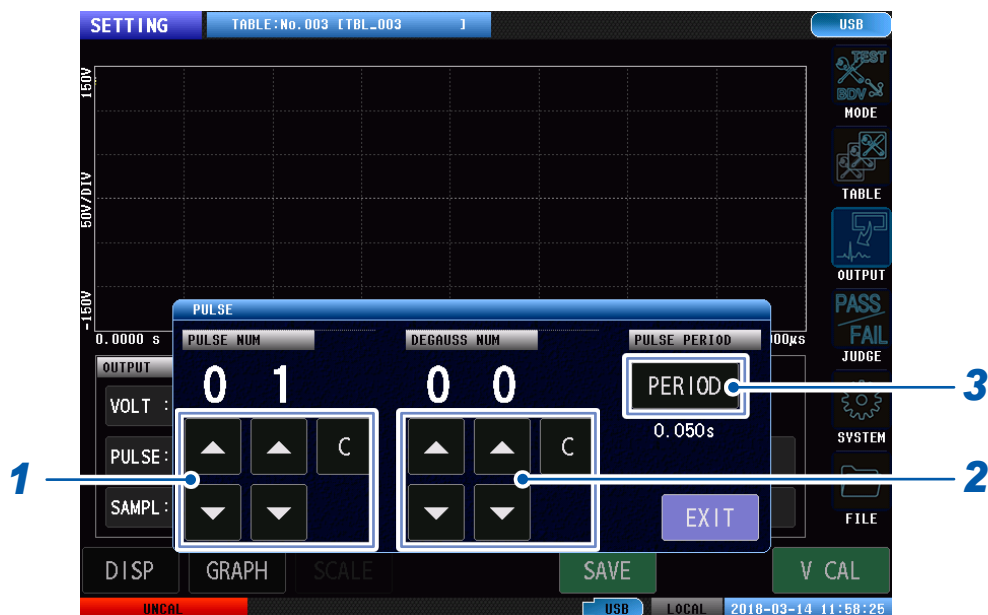 SETTING
TABLE:No.003 [TBL_003 ]
USB
TEST
BDV
MODE
150V
50V/DIV
-150V
TABLE
OUTPUT
PASS
FAIL
JUDGE
PULSE
0.0000 s
PULSE NUM
DEGAUSS NUM
PULSE PERIOD
00µs
OUTPUT
0 1
0 0
PERIOD
3
VOLT :
0.050s
C
C
SYSTEM
PULSE:
1
2
SAMPL:
EXIT
FILE
DISP
GRAPH
SCALE
SAVE
V CAL
UNCAL
USB
LOCAL
2018-03-14 11:58:25